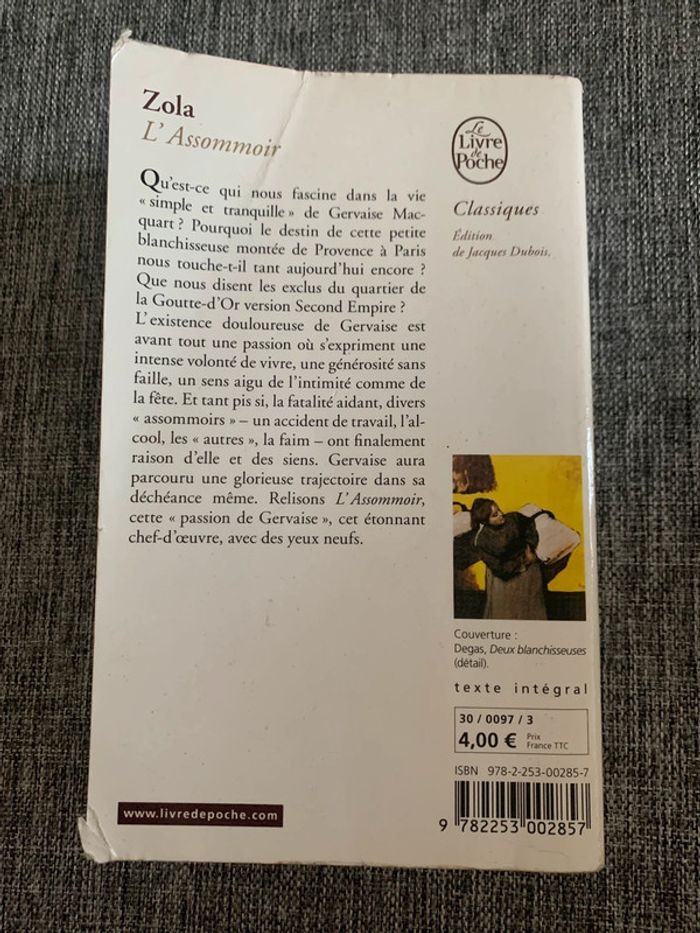 Zola
L'Assommoir
Qu'est-ce qui nous fascine dans la vie
« simple et tranquille » de Gervaise Mac-
quart ? Pourquoi le destin de cette petite
blanchisseuse montée de Provence à Paris
nous touche-t-il tant aujourd'hui encore ?
Que nous disent les exclus du quartier de
la Goutte-d'Or version Second Empire ?
L'existence douloureuse de Gervaise est
avant tout une passion où s'expriment une
intense volonté de vivre, une générosité sans
faille, un sens aigu de l'intimité comme de
la fête. Et tant pis si, la fatalité aidant, divers
« assommoirs » – un accident de travail, l'al-
cool, les « autres », la faim – ont finalement
raison d'elle et des siens. Gervaise aura
parcouru une glorieuse trajectoire dans sa
déchéance même. Relisons L'Assommoir,
cette « passion de Gervaise », cet étonnant
chef-d'œuvre, avec des yeux neufs.
www.livredepoche.com
Le
Livre
de
Poche
Classiques
Édition
de Jacques Dubois.
Couverture :
Degas, Deux blanchisseuses
(détail).
texte intégral
30 / 0097 / 3
4,00 € Prix
France TTC
ISBN 978-2-253-00285-7
9 782253 002857